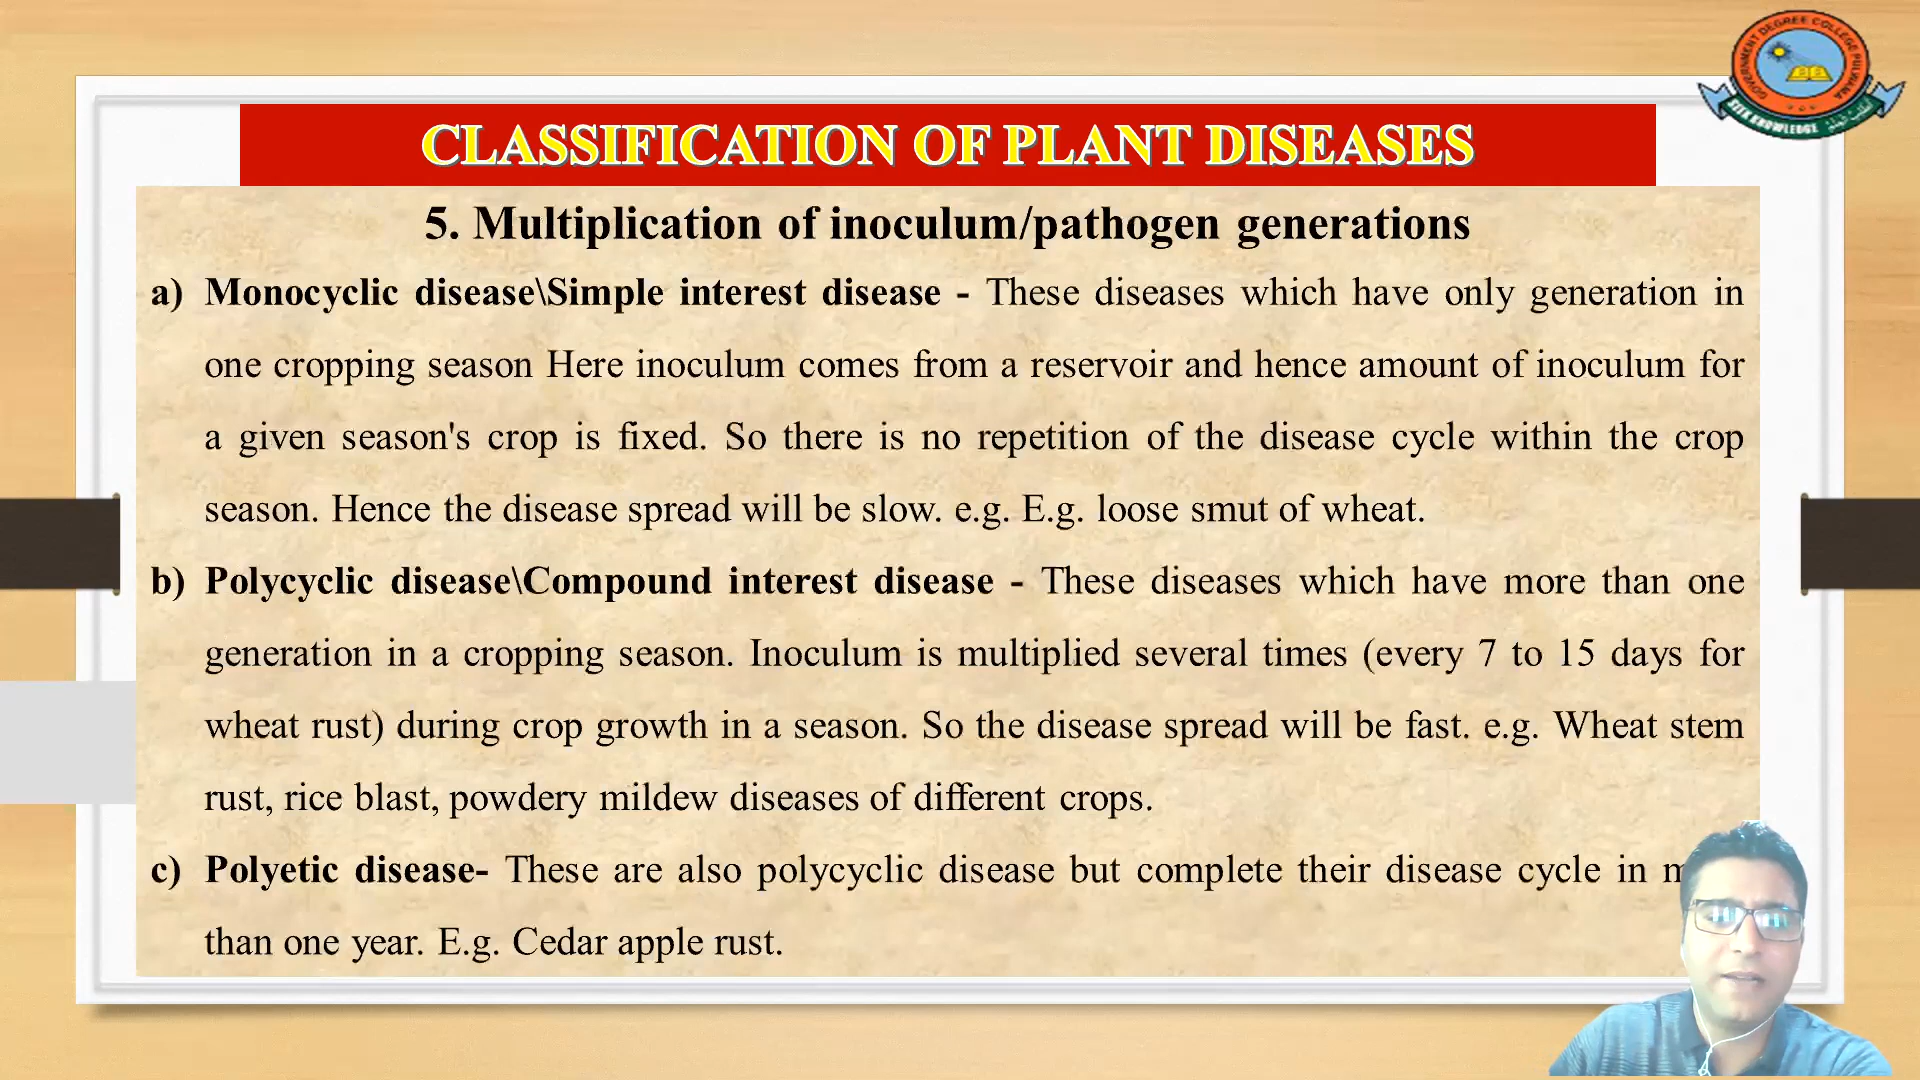 GOVERNMENT DEGREE COLLEGE PULWAMA
SEEK KNOWLEDGE
CLASSIFICATION OF PLANT DISEASES
5. Multiplication of inoculum/pathogen generations
a) Monocyclic disease\Simple interest disease - These diseases which have only generation in
one cropping season Here inoculum comes from a reservoir and hence amount of inoculum for
a given season's crop is fixed. So there is no repetition of the disease cycle within the crop
season. Hence the disease spread will be slow. e.g. E.g. loose smut of wheat.
b) Polycyclic disease\Compound interest disease - These diseases which have more than one
generation in a cropping season. Inoculum is multiplied several times (every 7 to 15 days for
wheat rust) during crop growth in a season. So the disease spread will be fast. e.g. Wheat stem
rust, rice blast, powdery mildew diseases of different crops.
c) Polyetic disease- These are also polycyclic disease but complete their disease cycle in
than one year. E.g. Cedar apple rust.